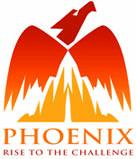 PHOENIX
RISE TO THE CHALLENGE